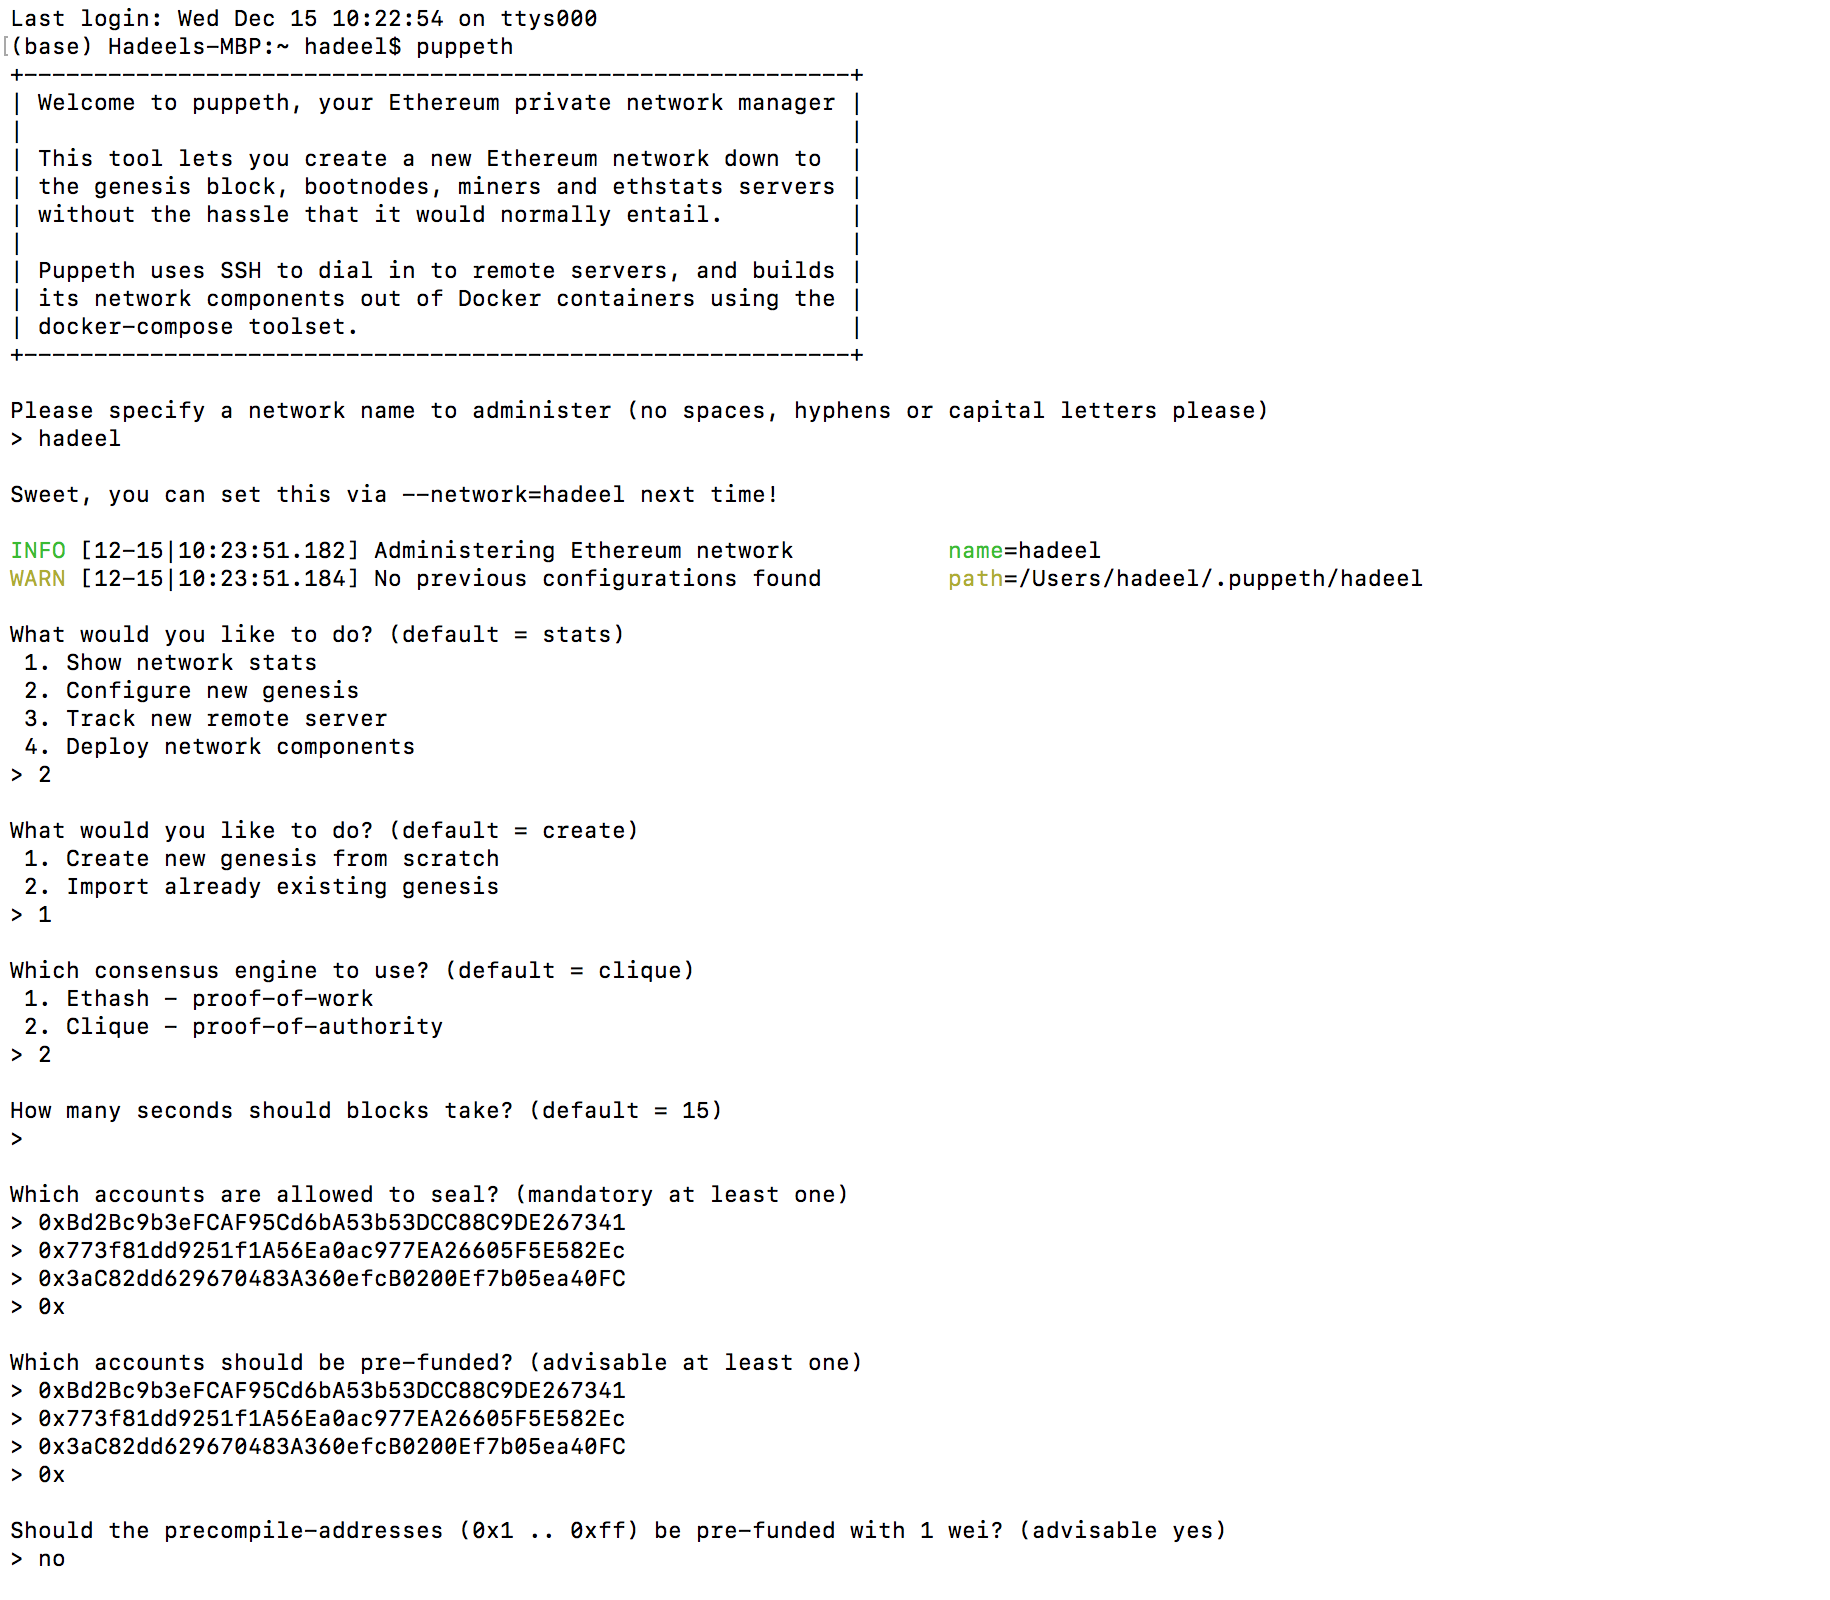 Last login: Wed Dec 15 10:22:54 on ttys000
[(base) Hadeels-MBP:~ hadeel$ puppeth
+-----------------------------------------------------------+
| Welcome to puppeth, your Ethereum private network manager |
|                                                           |
| This tool lets you create a new Ethereum network down to  |
| the genesis block, bootnodes, miners and ethstats servers |
| without the hassle that it would normally entail.         |
|                                                           |
| Puppeth uses SSH to dial in to remote servers, and builds |
| its network components out of Docker containers using the |
| docker-compose toolset.                                   |
+-----------------------------------------------------------+
Please specify a network name to administer (no spaces, hyphens or capital letters please)
> hadeel
Sweet, you can set this via --network=hadeel next time!
INFO [12-15|10:23:51.182] Administering Ethereum network           name=hadeel
WARN [12-15|10:23:51.184] No previous configurations found         path=/Users/hadeel/.puppeth/hadeel
What would you like to do? (default = stats)
 1. Show network stats
 2. Configure new genesis
 3. Track new remote server
 4. Deploy network components
> 2
What would you like to do? (default = create)
 1. Create new genesis from scratch
 2. Import already existing genesis
> 1
Which consensus engine to use? (default = clique)
 1. Ethash - proof-of-work
 2. Clique - proof-of-authority
> 2
How many seconds should blocks take? (default = 15)
>
Which accounts are allowed to seal? (mandatory at least one)
> 0xBd2Bc9b3eFCAF95Cd6bA53b53DCC88C9DE267341
> 0x773f81dd9251f1A56Ea0ac977EA26605F5E582Ec
> 0x3aC82dd629670483A360efcB0200Ef7b05ea40FC
> 0x
Which accounts should be pre-funded? (advisable at least one)
> 0xBd2Bc9b3eFCAF95Cd6bA53b53DCC88C9DE267341
> 0x773f81dd9251f1A56Ea0ac977EA26605F5E582Ec
> 0x3aC82dd629670483A360efcB0200Ef7b05ea40FC
> 0x
Should the precompile-addresses (0x1 .. 0xff) be pre-funded with 1 wei? (advisable yes)
> no